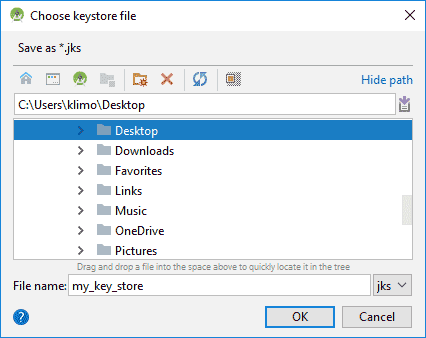 Choose keystore file
Save as *.jks
Hide path
C:\Users\klimo\Desktop
Desktop
Downloads
Favorites
Links
Music
OneDrive
Pictures
Drag and drop a file into the space above to quickly locate it in the tree
File name: my_key_store jks
? OK Cancel